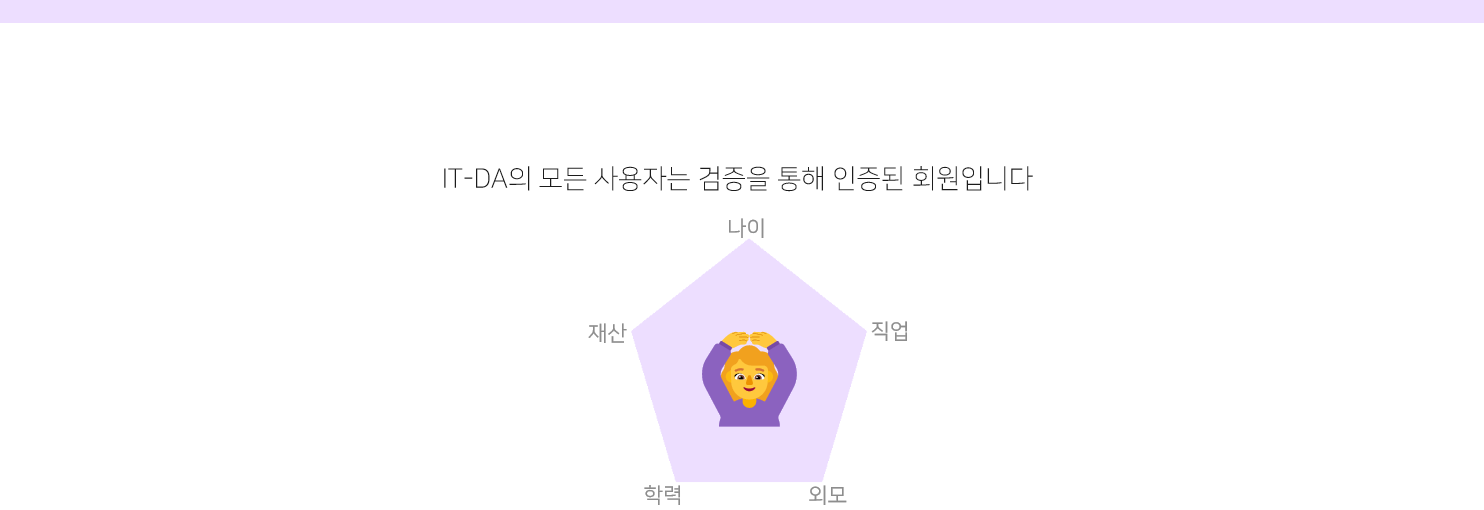 IT-DA의 모든 사용자는 검증을 통해 인증된 회원입니다
나이
재산
직업
학력
외모